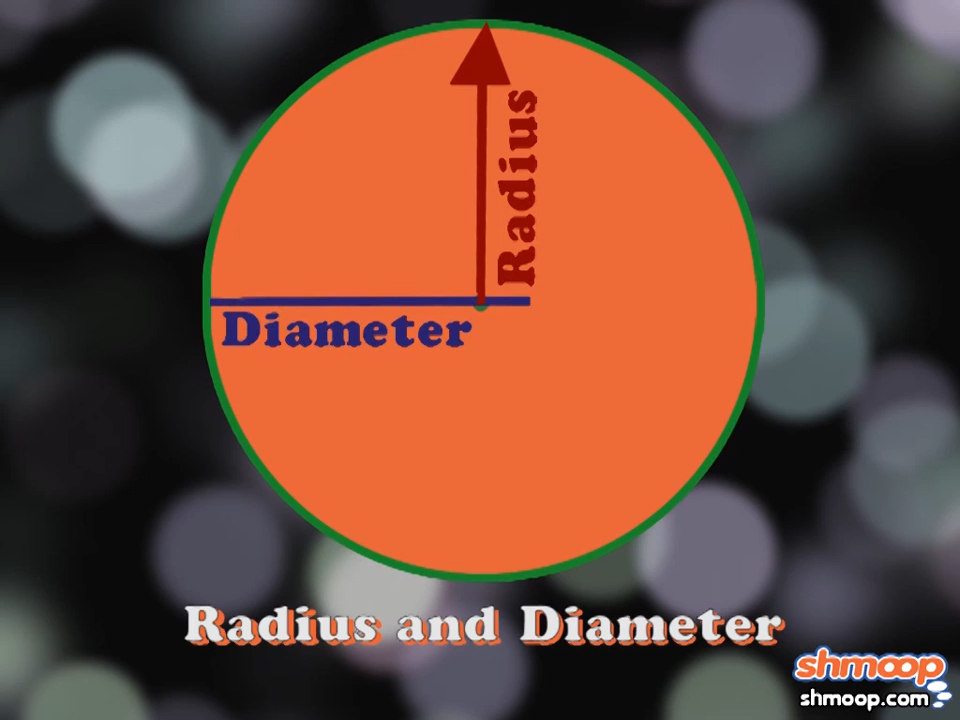 Radius
Diameter
Radius and Diameter
shmoop
shmoop.com